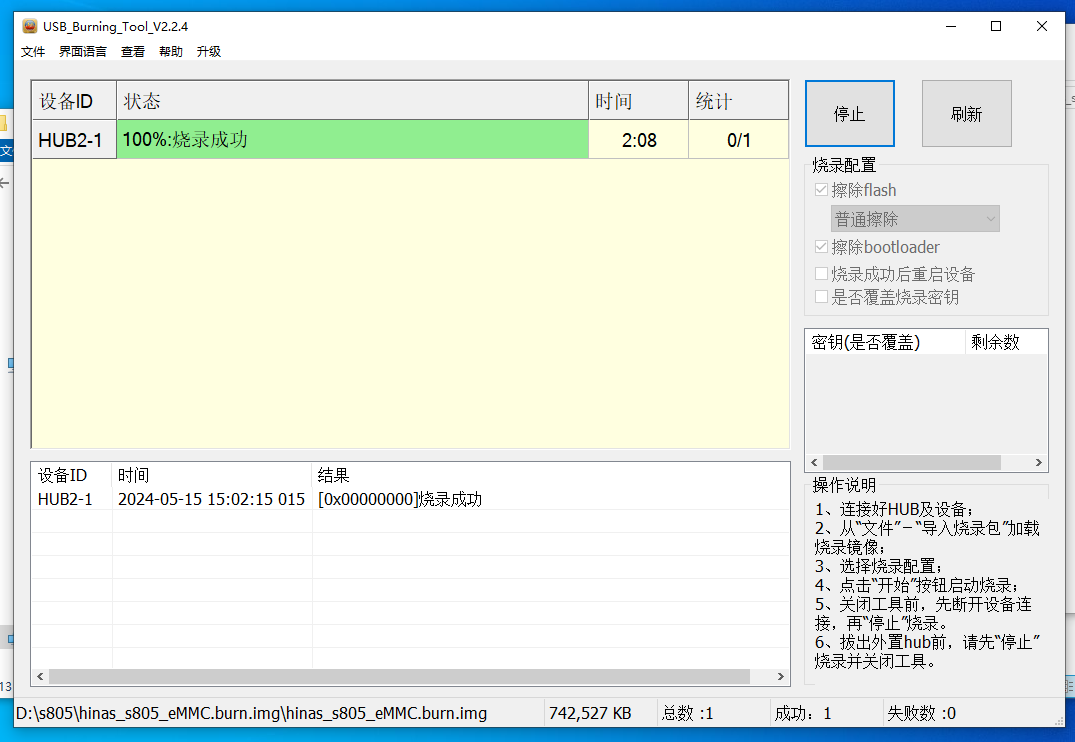 USB_Burning_Tool_V2.2.4
文件 界面语言 查看 帮助 升级
设备ID 状态 时间 统计
HUB2-1 100%:烧录成功 2:08 0/1
停止 刷新
烧录配置
擦除flash
普通擦除
擦除bootloader
烧录成功后重启设备
是否覆盖烧录密钥
密钥(是否覆盖) 剩余数
设备ID 时间 结果
HUB2-1 2024-05-15 15:02:15 015 [0x00000000]烧录成功
操作说明
1、连接好HUB及设备；
2、从“文件”－“导入烧录包”加载
烧录镜像；
3、选择烧录配置；
4、点击“开始”按钮启动烧录；
5、关闭工具前，先断开设备连
接，再“停止”烧录。
6、拔出外置hub前，请先“停止”
烧录并关闭工具。
D:\s805\hinas_s805_eMMC.burn.img\hinas_s805_eMMC.burn.img 742,527 KB 总数 :1 成功：1 失败数 :0
文
13